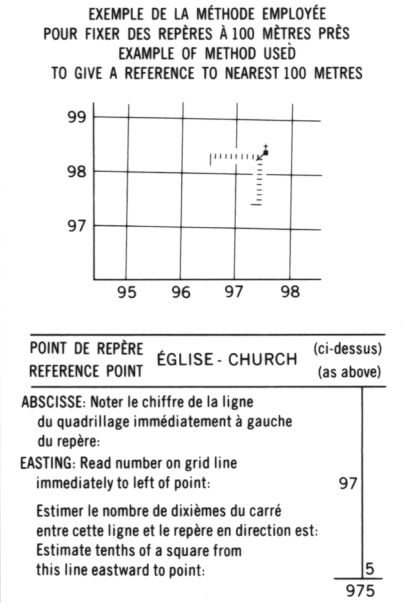 EXEMPLE DE LA MÉTHODE EMPLOYÉE
POUR FIXER DES REPÈRES À 100 MÈTRES PRÈS
EXAMPLE OF METHOD USED
TO GIVE A REFERENCE TO NEAREST 100 METRES
99
98
97
95 96 97 98
POINT DE REPÈRE
REFERENCE POINT
ÉGLISE - CHURCH
(ci-dessus)
(as above)
ABSCISSE: Noter le chiffre de la ligne
du quadrillage immédiatement à gauche
du repère:
EASTING: Read number on grid line
immediately to left of point: 97
Estimer le nombre de dixièmes du carré
entre cette ligne et le repère en direction est:
Estimate tenths of a square from
this line eastward to point: 5
975